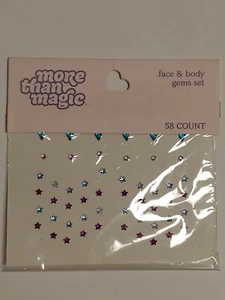 more
than
magic
face & body
gems set
58 COUNT